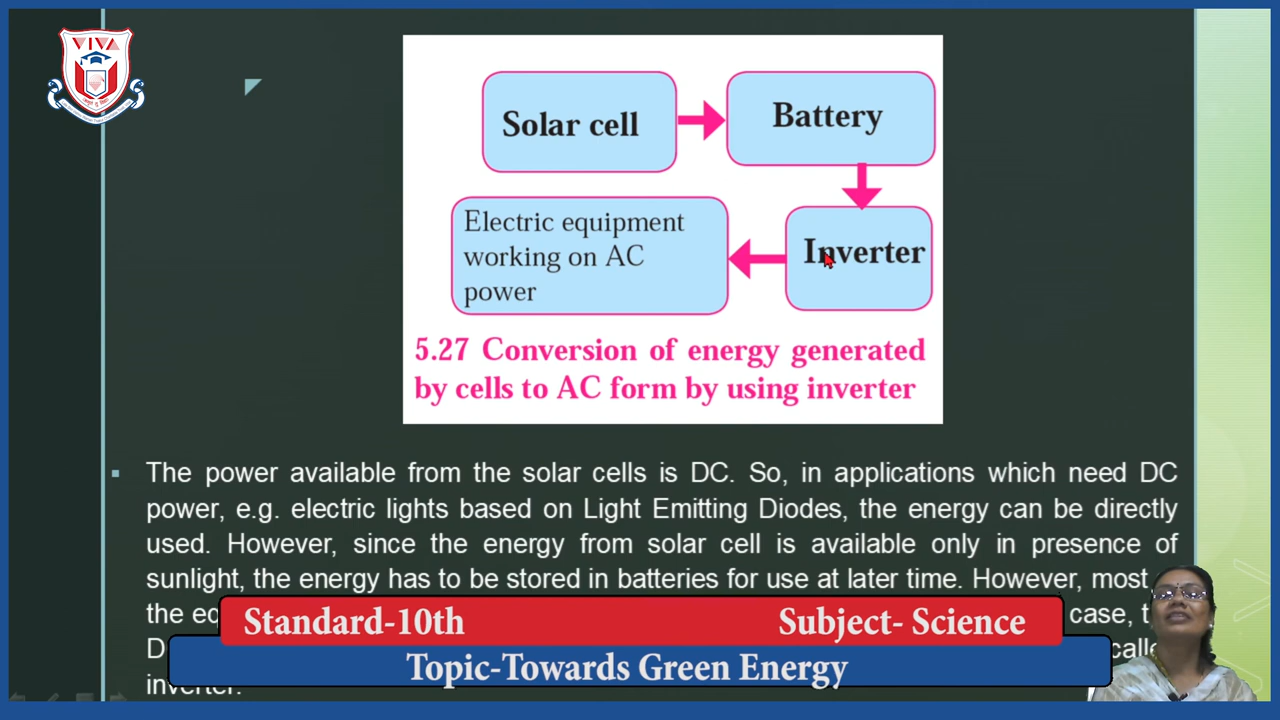 VIVA
Solar cell
Battery
Electric equipment
working on AC
power
Inverter
5.27 Conversion of energy generated
by cells to AC form by using inverter
The power available from the solar cells is DC. So, in applications which need DC
power, e.g. electric lights based on Light Emitting Diodes, the energy can be directly
used. However, since the energy from solar cell is available only in presence of
sunlight, the energy has to be stored in batteries for use at later time. However, most
the
case,
inverter.
Standard-10th
Subject- Science
Topic-Towards Green Energy